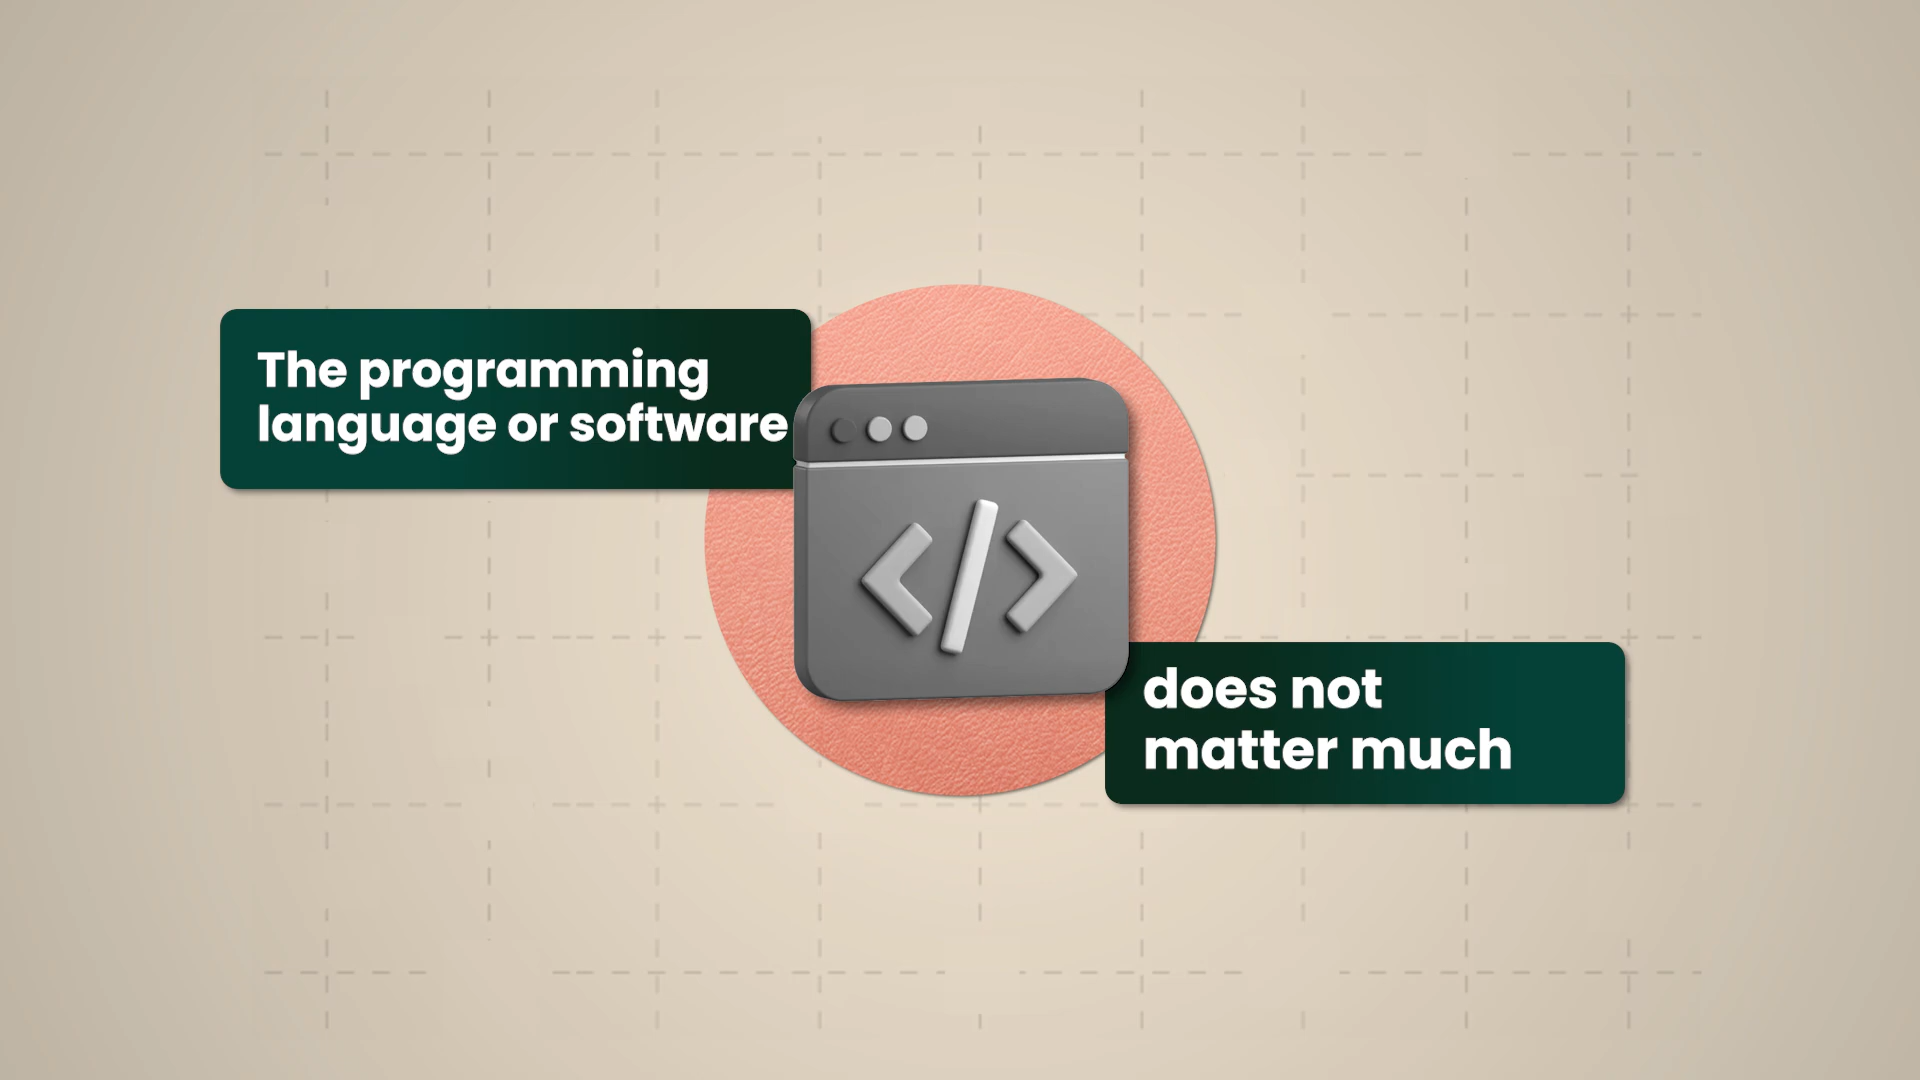 The programming
language or software
does not
matter much